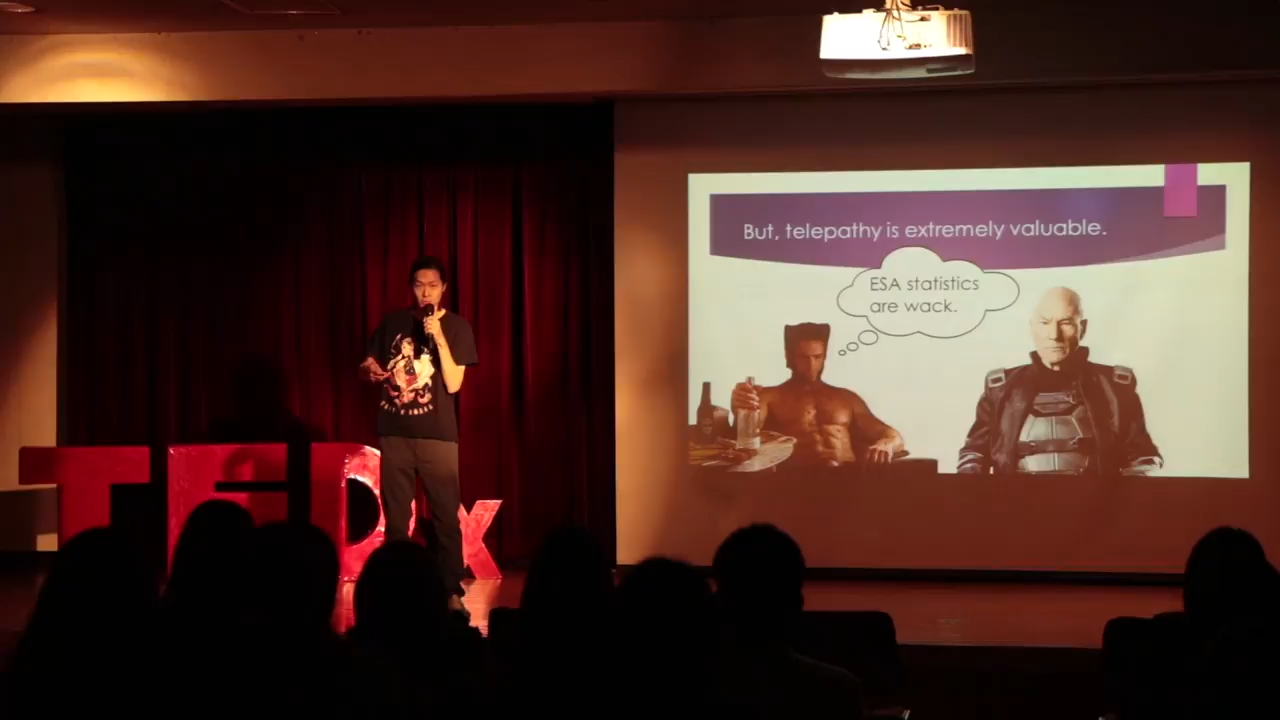 But, telepathy is extremely valuable.
ESA statistics
are wack.
TEDx